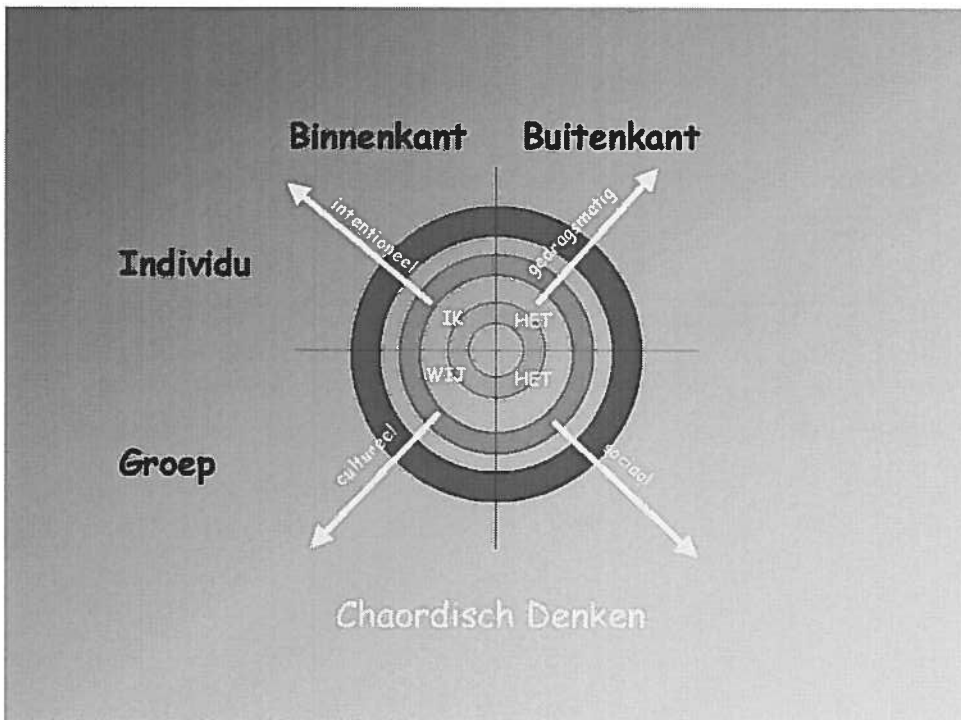 Binnenkant Buitenkant
intentioneel gedragsmatig
Individu
IK HET
WIJ HET
Groep
cultureel sociaal
Chaordisch Denken